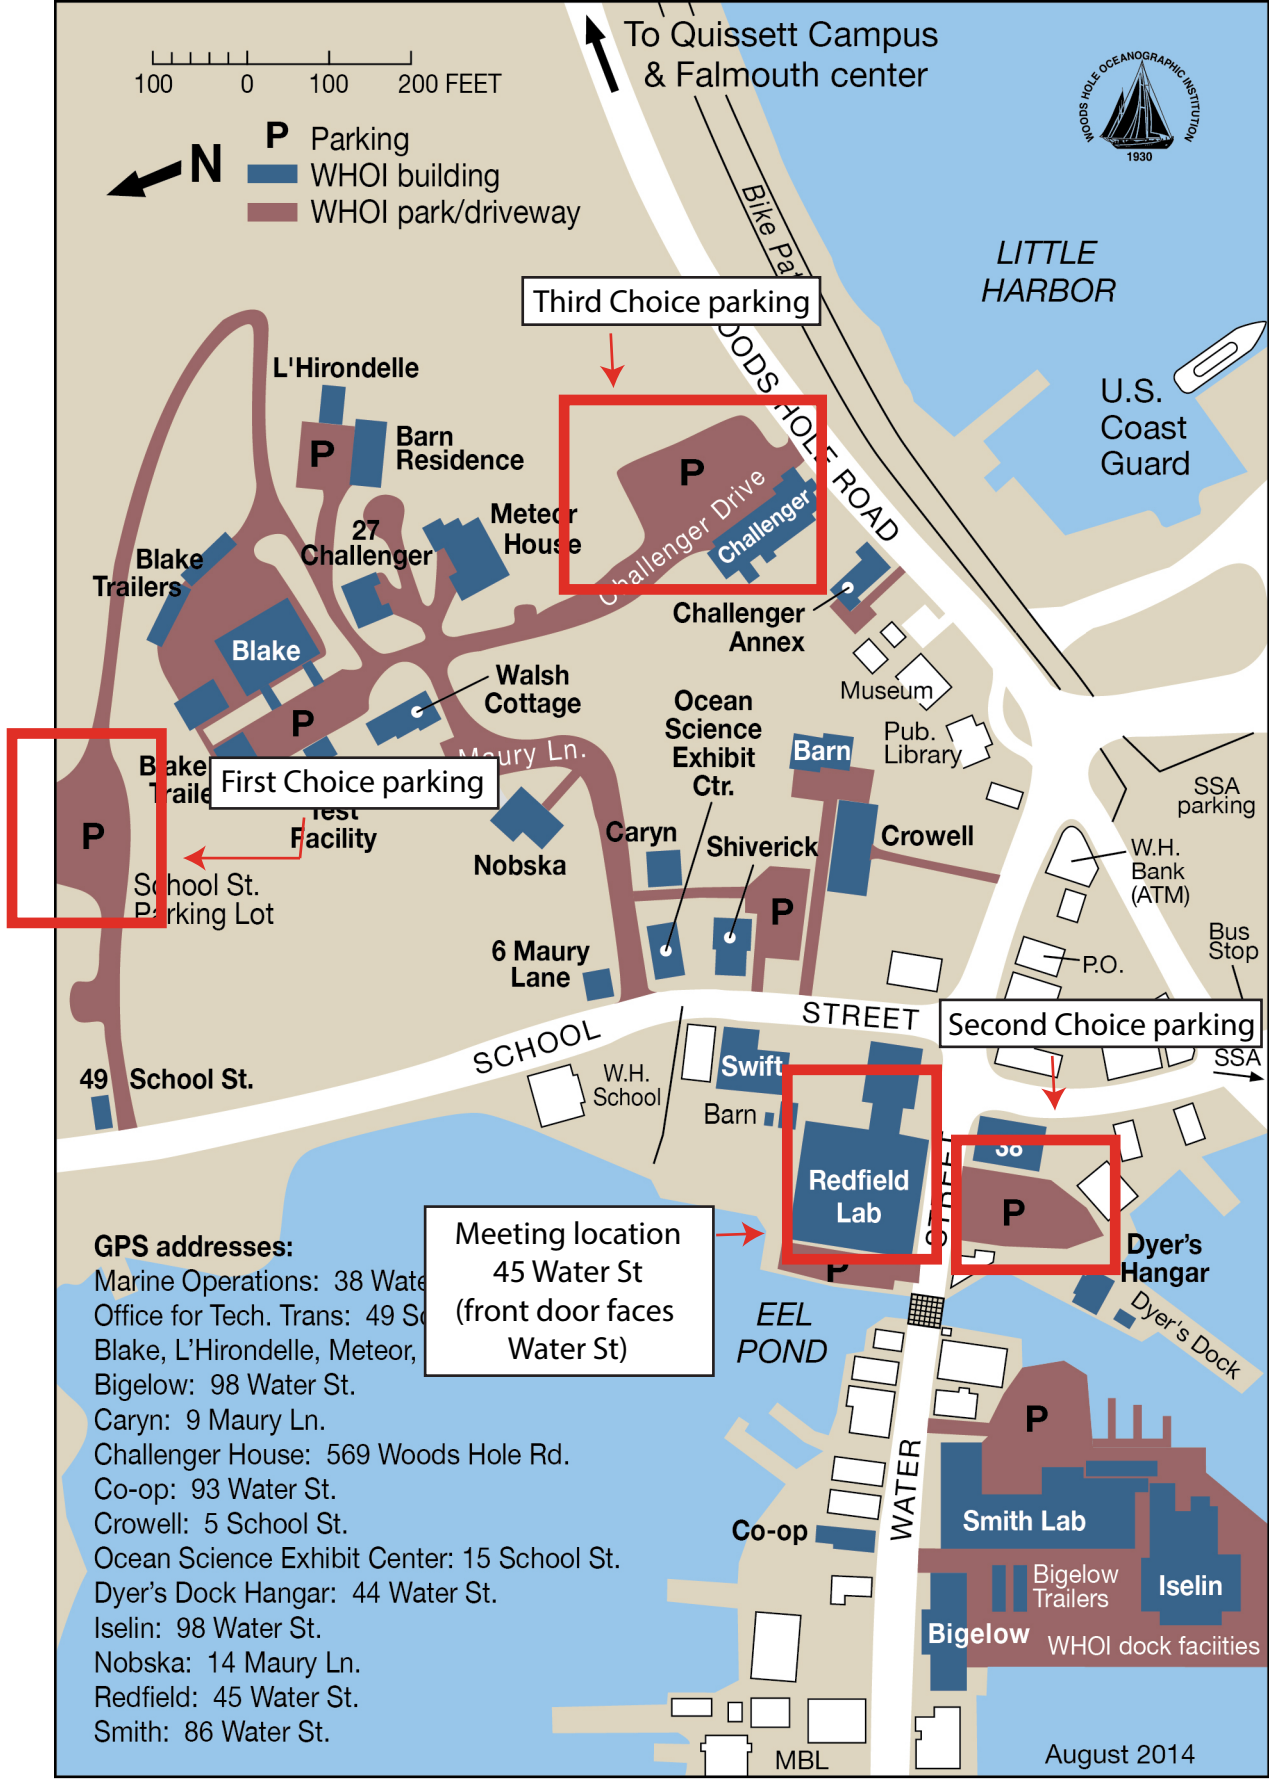 To Quissett Campus
& Falmouth center
100 0 100 200 FEET
P Parking
WHOI building
WHOI park/driveway
N
WOODS HOLE OCEANOGRAPHIC INSTITUTION
1930
Bike Pat
LITTLE
HARBOR
Third Choice parking
OODS HOLE ROAD
U.S.
Coast
Guard
L'Hirondelle
P
Barn
Residence
P
Challenger Drive
Challenger
Meteor
House
27
Challenger
Blake
Trailers
Challenger
Annex
Blake
Walsh
Cottage
P
Museum
Ocean
Science
Exhibit
Ctr.
Pub.
Library
Barn
Maury Ln.
Blake
Traile
First Choice parking
Test
Facility
SSA
parking
P
Caryn
Shiverick
Crowell
Nobska
W.H.
Bank
(ATM)
School St.
Parking Lot
P
Bus
Stop
6 Maury
Lane
P.O.
SCHOOL STREET
Second Choice parking
SSA
49 School St.
W.H.
School
Swift
Barn
38
STREET
Redfield
Lab
P
P
Meeting location
45 Water St
(front door faces
Water St)
Dyer's
Hangar
Dyer's Dock
EEL
POND
GPS addresses:
Marine Operations: 38 Wate
Office for Tech. Trans: 49 Sc
Blake, L'Hirondelle, Meteor,
Bigelow: 98 Water St.
Caryn: 9 Maury Ln.
Challenger House: 569 Woods Hole Rd.
Co-op: 93 Water St.
Crowell: 5 School St.
Ocean Science Exhibit Center: 15 School St.
Dyer's Dock Hangar: 44 Water St.
Iselin: 98 Water St.
Nobska: 14 Maury Ln.
Redfield: 45 Water St.
Smith: 86 Water St.
P
WATER
Co-op
Smith Lab
Bigelow
Trailers
Iselin
Bigelow
WHOI dock faciities
MBL
August 2014